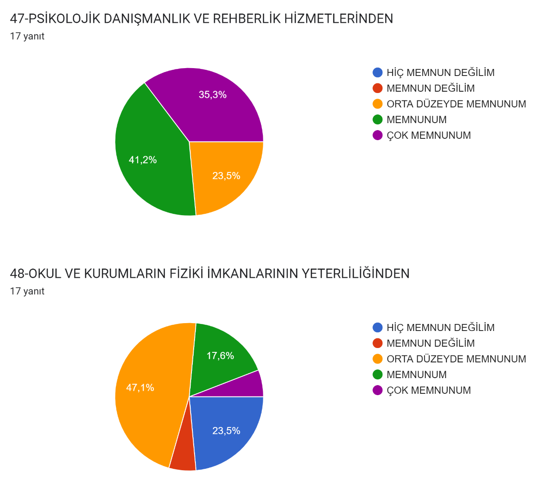 47-PSİKOLOJİK DANIŞMANLIK VE REHBERLİK HİZMETLERİNDEN
17 yanıt
HİÇ MEMNUN DEĞİLİM
MEMNUN DEĞİLİM
ORTA DÜZEYDE MEMNUNUM
MEMNUNUM
ÇOK MEMNUNUM
35,3%
41,2%
23,5%
48-OKUL VE KURUMLARIN FİZİKİ İMKANLARININ YETERLİLİĞİNDEN
17 yanıt
HİÇ MEMNUN DEĞİLİM
MEMNUN DEĞİLİM
ORTA DÜZEYDE MEMNUNUM
MEMNUNUM
ÇOK MEMNUNUM
17,6%
47,1%
23,5%